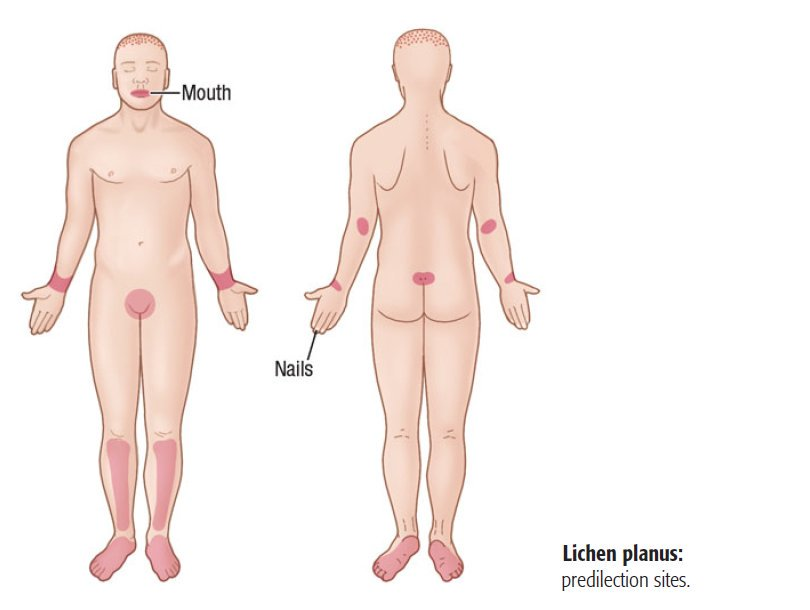 Mouth
Nails
Lichen planus:
predilection sites.